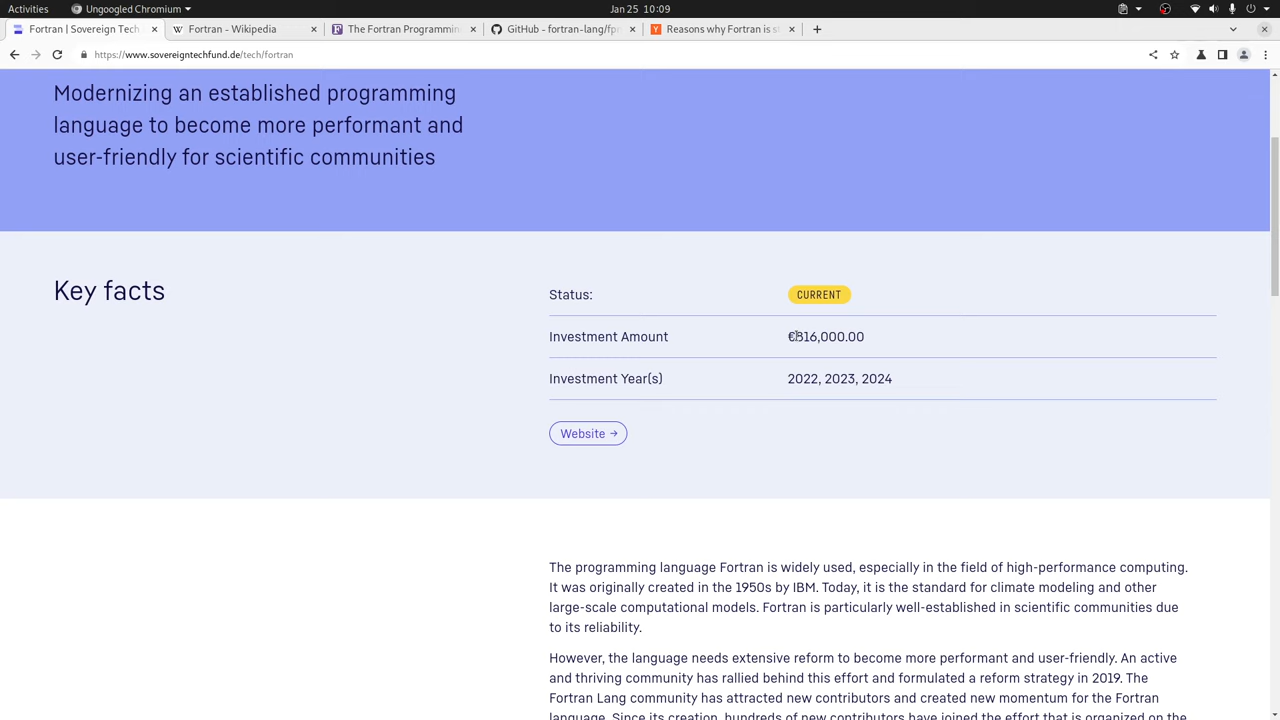 Activities Ungoogled Chromium Jan 25 10:09
Fortran | Sovereign Tech Fortran - Wikipedia The Fortran Programmin GitHub - fortran-lang/fpm Reasons why Fortran is st
https://www.sovereigntechfund.de/tech/fortran
Modernizing an established programming
language to become more performant and
user-friendly for scientific communities
Key facts
Status: CURRENT
Investment Amount €816,000.00
Investment Year(s) 2022, 2023, 2024
Website →
The programming language Fortran is widely used, especially in the field of high-performance computing.
It was originally created in the 1950s by IBM. Today, it is the standard for climate modeling and other
large-scale computational models. Fortran is particularly well-established in scientific communities due
to its reliability.
However, the language needs extensive reform to become more performant and user-friendly. An active
and thriving community has rallied behind this effort and formulated a reform strategy in 2019. The
Fortran Lang community has attracted new contributors and created new momentum for the Fortran
language. Since its creation, hundreds of new contributors have joined the effort that is organized on the